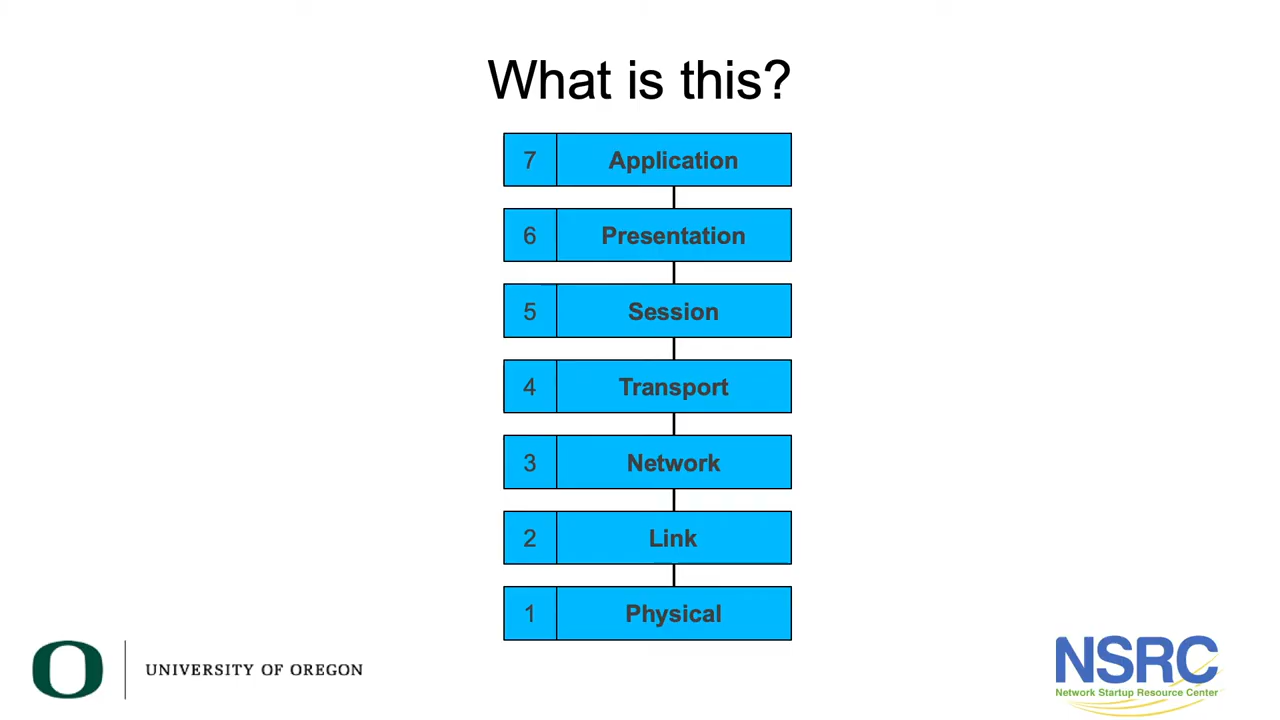 What is this?
7 Application
6 Presentation
5 Session
4 Transport
3 Network
2 Link
1 Physical
O UNIVERSITY OF OREGON
NSRC
Network Startup Resource Center